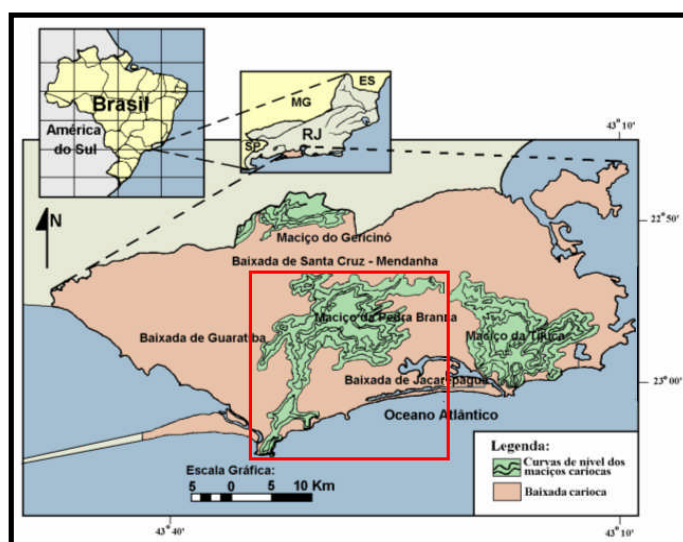 Brasil
América
do Sul
MG
ES
RJ
SP
43° 10'
N
22° 50'
Maciço do Gericinó
Baixada de Santa Cruz - Mendanha
Baixada de Guaratiba
Maciço da Pedra Branca
Maciço da Tijuca
Baixada de Jacarepaguá
23° 00'
Oceano Atlântico
Legenda:
Curvas de nível dos
maciços cariocas
Baixada carioca
Escala Gráfica:
5 0 5 10 Km
43° 40'
43° 10'